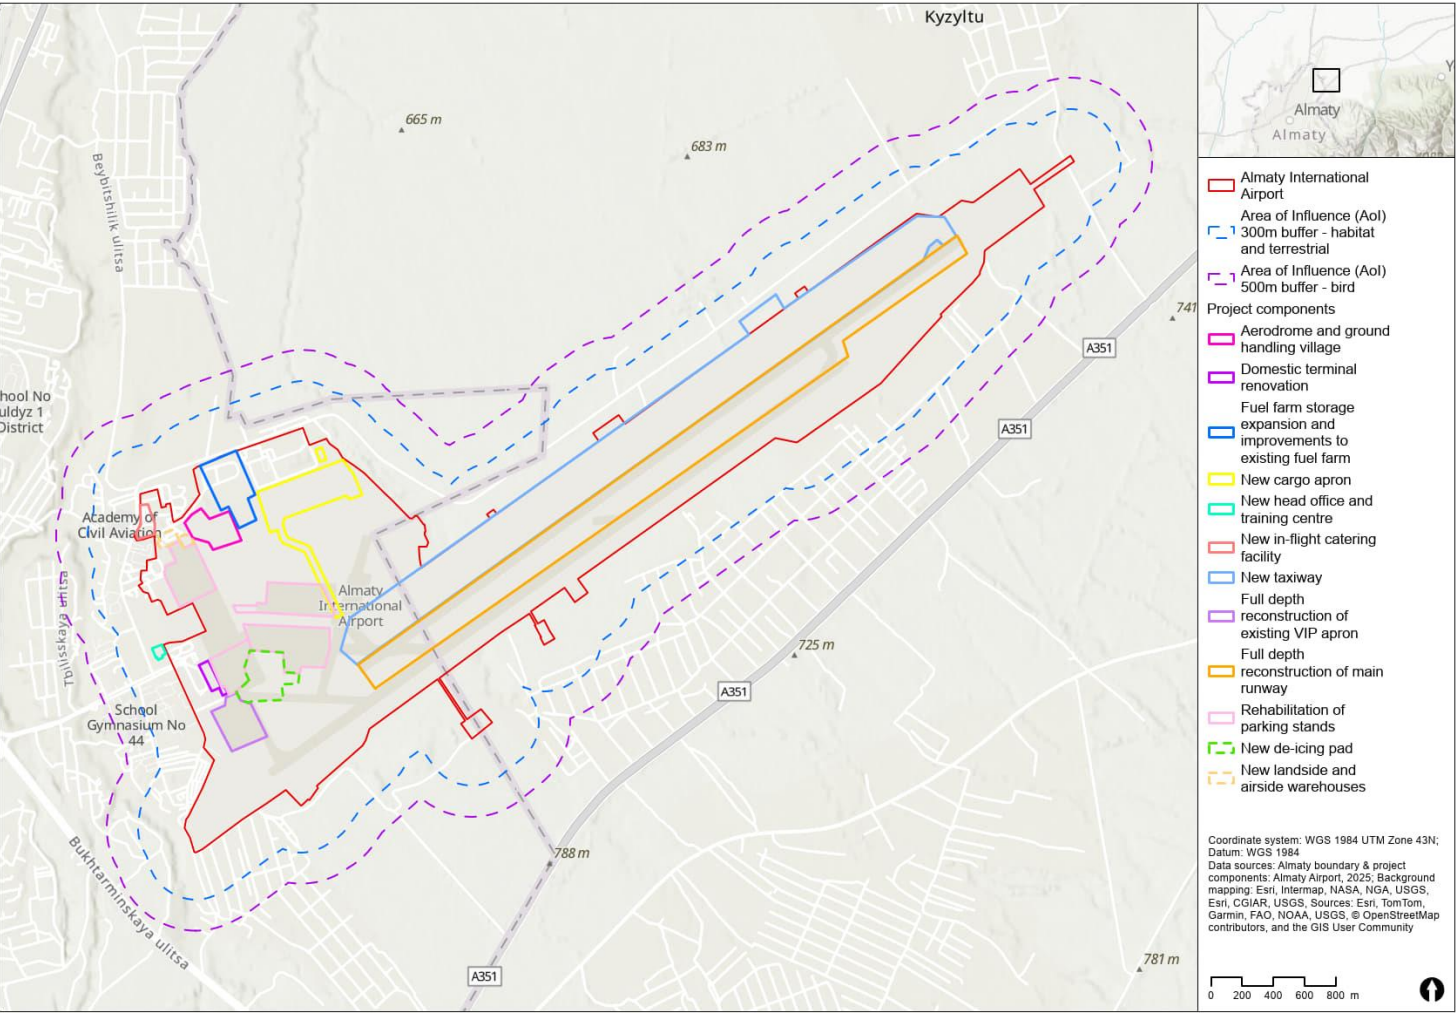 Kyzyltu
665 m
683 m
Beybitshilik ulitsa
741
A351
hool No
uldyz 1
District
A351
Academy of
Civil Aviation
Tbilisskaya ulitsa
Almaty
International
Airport
725 m
A351
School
Gymnasium No
44
Bukhtarminskaya ulitsa
788 m
A351
781 m
Y
Almaty
Almaty
Almaty International
Airport
Area of Influence (AoI)
300m buffer - habitat
and terrestrial
Area of Influence (AoI)
500m buffer - bird
Project components
Aerodrome and ground
handling village
Domestic terminal
renovation
Fuel farm storage
expansion and
improvements to
existing fuel farm
New cargo apron
New head office and
training centre
New in-flight catering
facility
New taxiway
Full depth
reconstruction of
existing VIP apron
Full depth
reconstruction of main
runway
Rehabilitation of
parking stands
New de-icing pad
New landside and
airside warehouses
Coordinate system: WGS 1984 UTM Zone 43N;
Datum: WGS 1984
Data sources: Almaty boundary & project
components: Almaty Airport, 2025; Background
mapping: Esri, Intermap, NASA, NGA, USGS,
Esri, CGIAR, USGS, Sources: Esri, TomTom,
Garmin, FAO, NOAA, USGS, © OpenStreetMap
contributors, and the GIS User Community
0 200 400 600 800 m